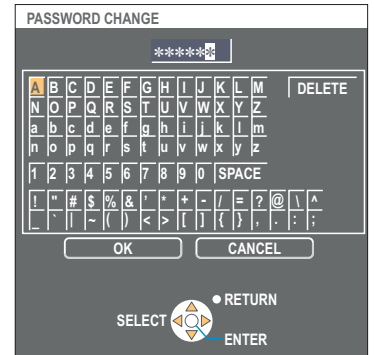 PASSWORD CHANGE
******
A B C D E F G H I J K L M DELETE
N O P Q R S T U V W X Y Z
a b c d e f g h i j k l m
n o p q r s t u v w x y z
1 2 3 4 5 6 7 8 9 0 SPACE
! " # $ % & ' * + - / = ? @ \ ^
_ ` | ~ ( ) < > [ ] { } , . : ;
OK CANCEL
RETURN
SELECT
ENTER